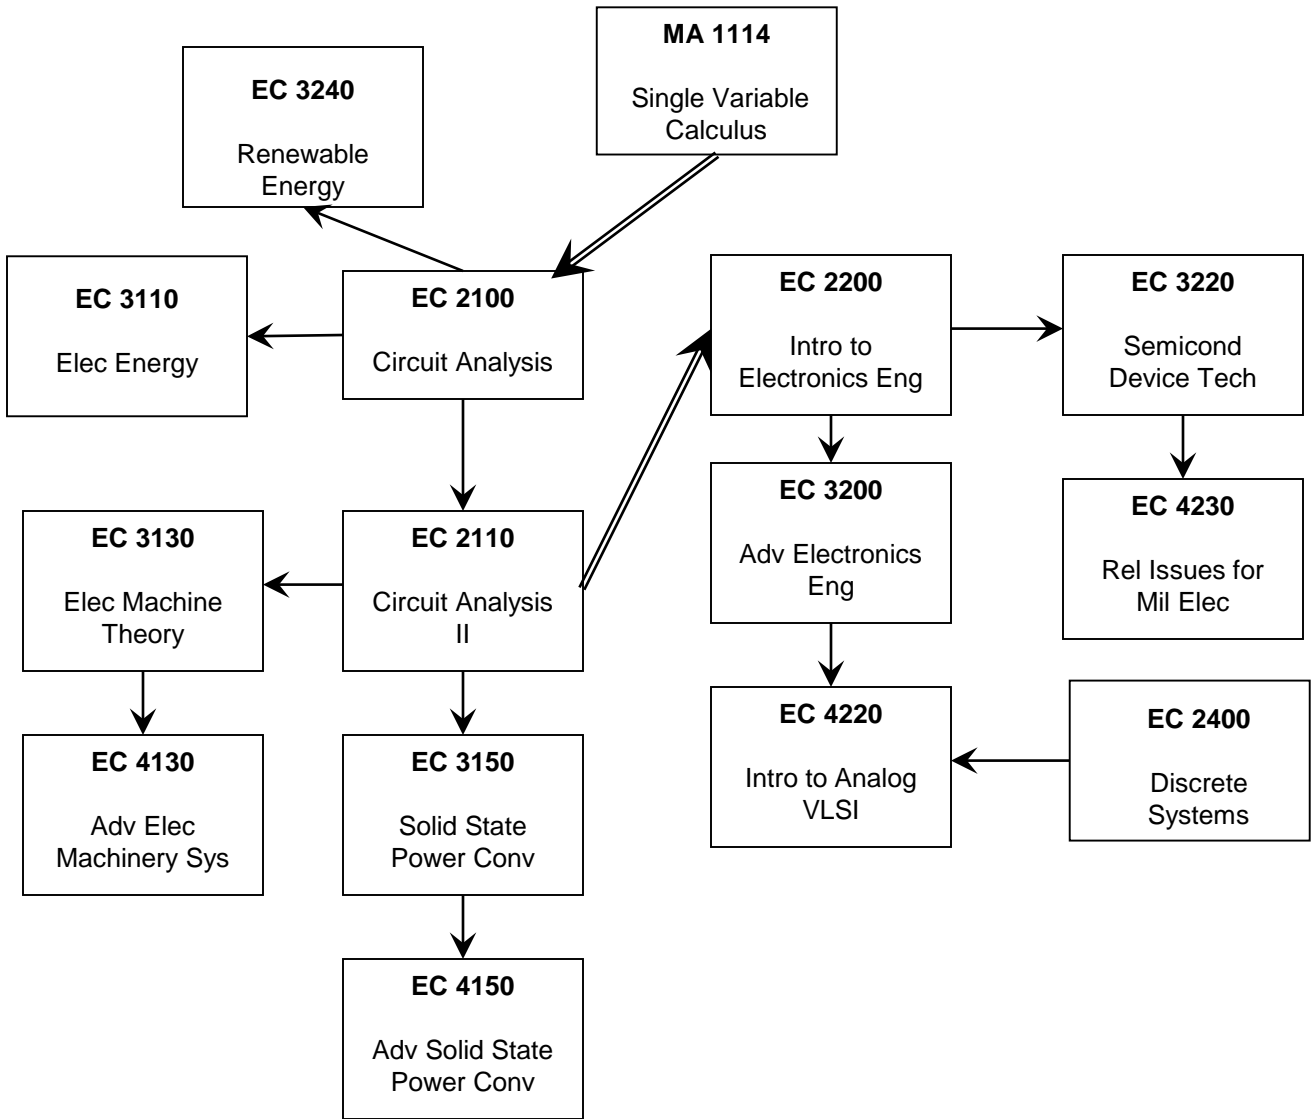 MA 1114
Single Variable
Calculus
EC 3240
Renewable
Energy
EC 3110
Elec Energy
EC 2100
Circuit Analysis
EC 2200
Intro to
Electronics Eng
EC 3220
Semicond
Device Tech
EC 3130
Elec Machine
Theory
EC 2110
Circuit Analysis
II
EC 3200
Adv Electronics
Eng
EC 4230
Rel Issues for
Mil Elec
EC 4130
Adv Elec
Machinery Sys
EC 3150
Solid State
Power Conv
EC 4220
Intro to Analog
VLSI
EC 2400
Discrete
Systems
EC 4150
Adv Solid State
Power Conv